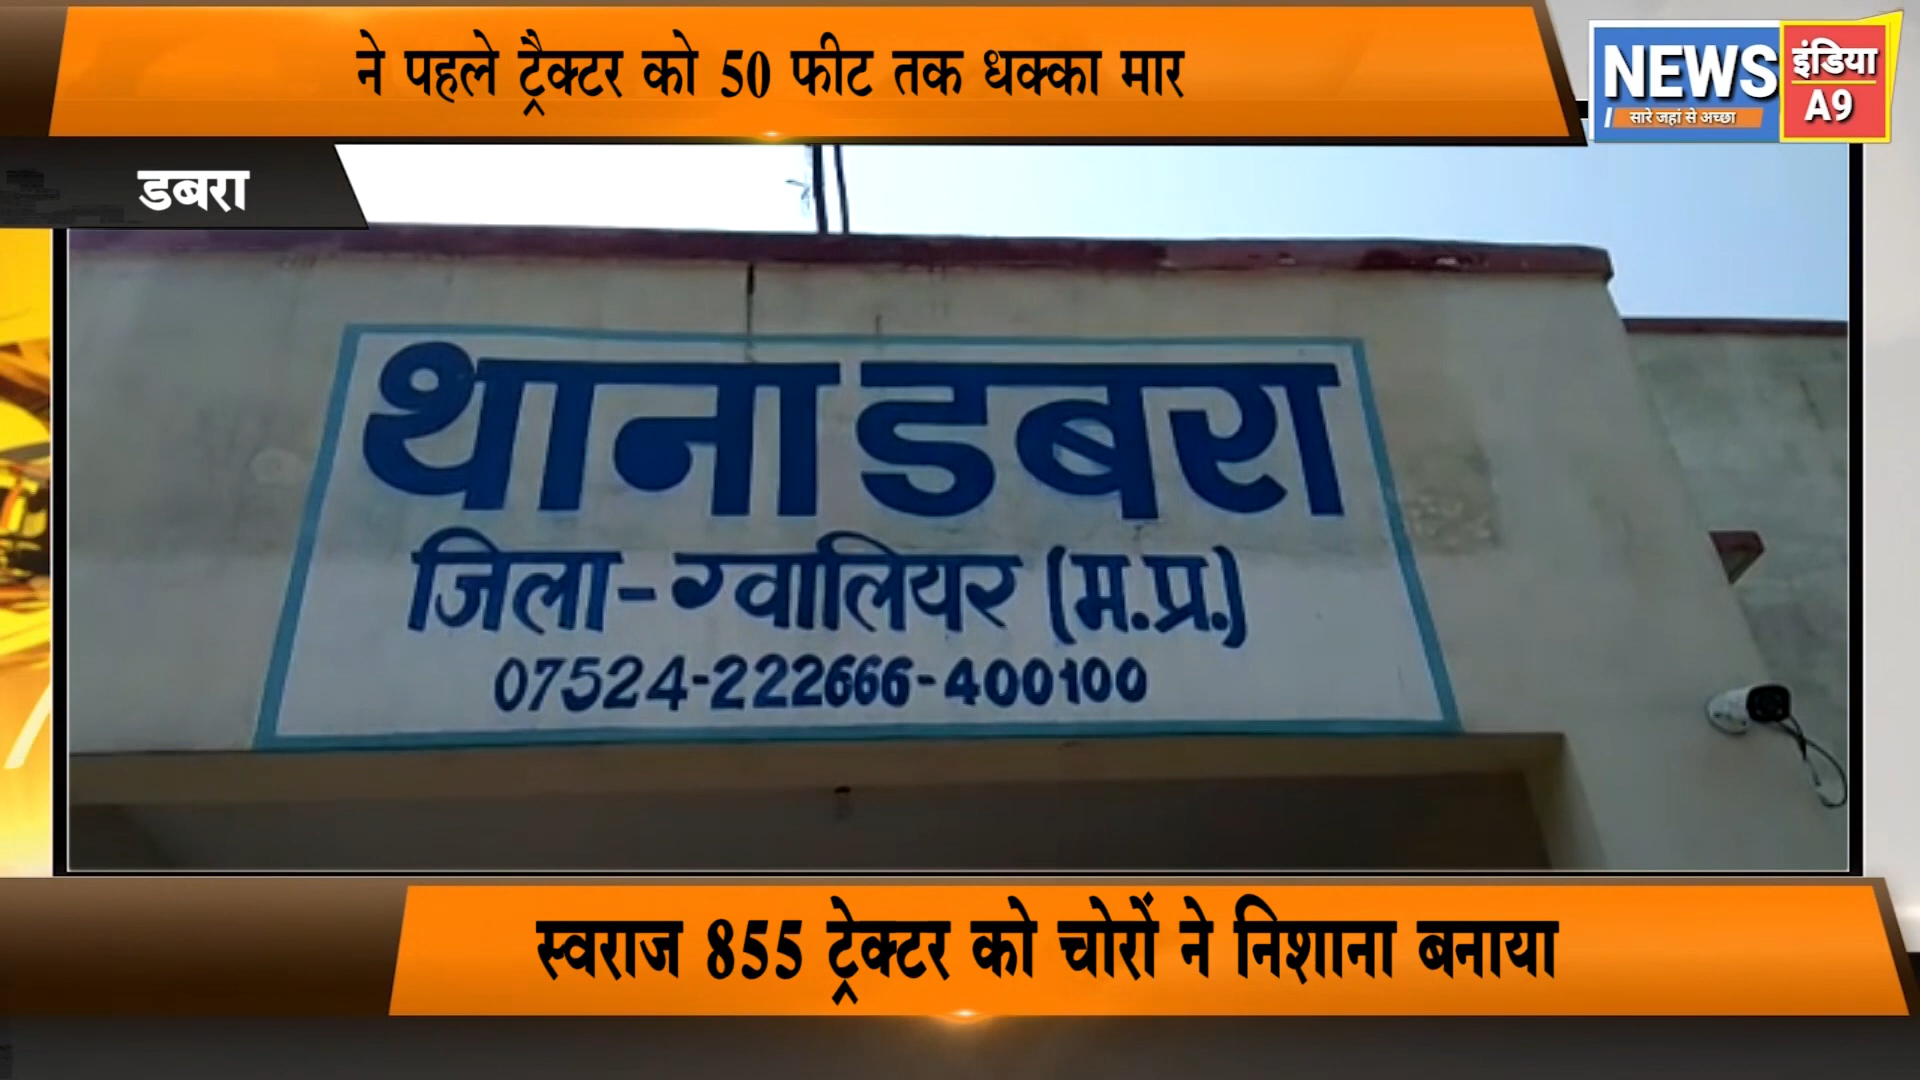 ने पहले ट्रैक्टर को 50 फीट तक धक्का मार
NEWS इंडिया
सारे जहां से अच्छा A9
डबरा
थाना डबरा
जिला-ग्वालियर (म.प्र.)
07524-222666-400100
स्वराज 855 ट्रेक्टर को चोरों ने निशाना बनाया